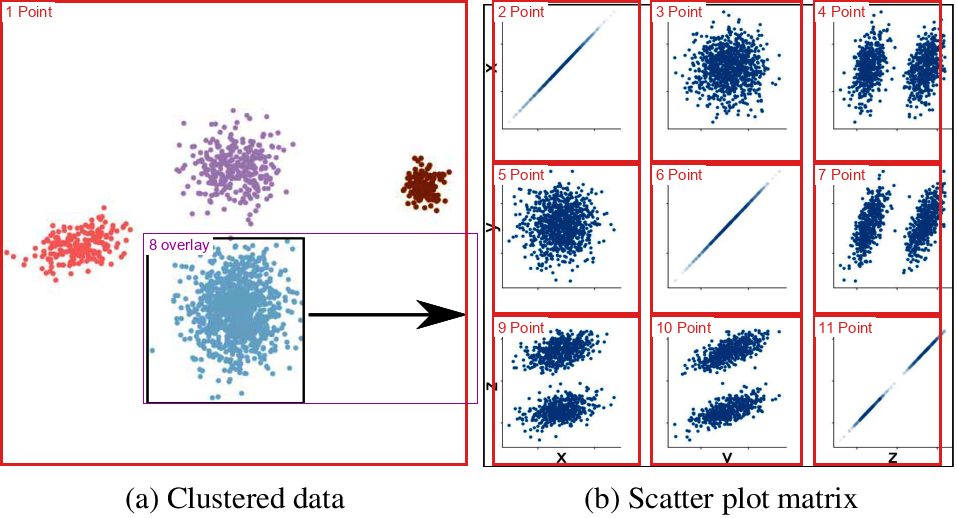 1 Point
2 Point
3 Point
4 Point
X
5 Point
6 Point
7 Point
y
8 overlay
9 Point
10 Point
11 Point
Z
X
y
Z
(a) Clustered data
(b) Scatter plot matrix